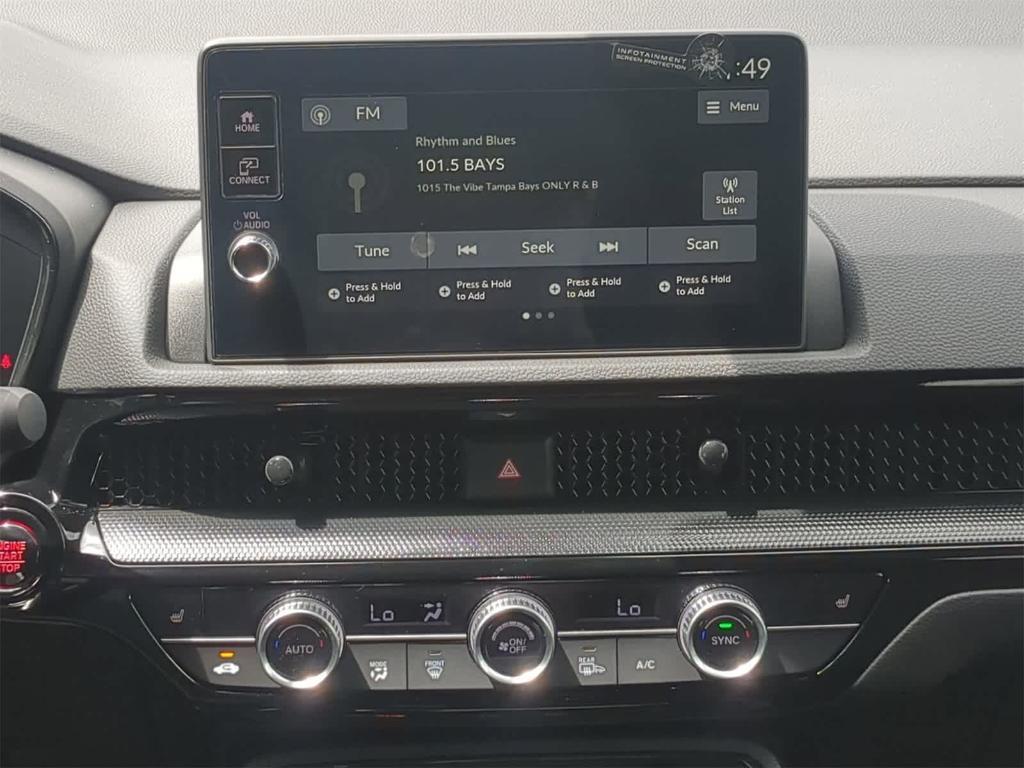 INFOTAINMENT
SCREEN PROTECTION
:49
HOME
FM
Menu
Rhythm and Blues
101.5 BAYS
1015 The Vibe Tampa Bays ONLY R & B
CONNECT
Station
List
VOL
AUDIO
Tune
Seek
Scan
Press & Hold
to Add
Press & Hold
to Add
Press & Hold
to Add
Press & Hold
to Add
ENGINE
START
STOP
Lo
Lo
AUTO
ON/
OFF
SYNC
MODE
FRONT
REAR
A/C